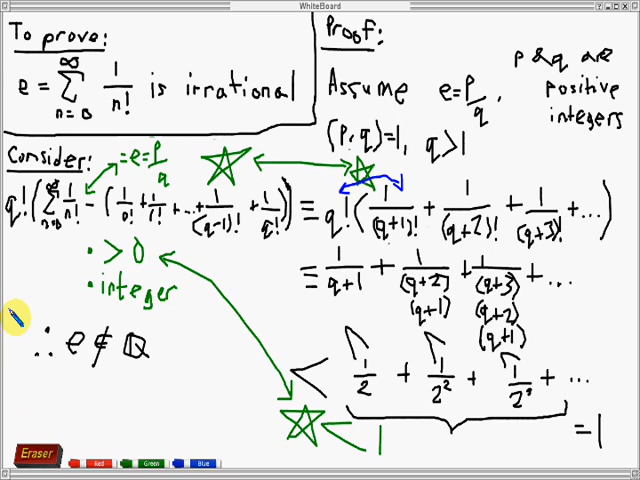 WhiteBoard
To prove:
e = ∞∑n=0 1/n! is irrational
Proof:
Assume e = p/q, p & q are positive integers
(p,q)=1, q>1
Consider:
= e = p/q
q!(∞∑n=0 1/n! - (1/0! + 1/1! + ... + 1/(q-1)! + 1/q!)) ≡ q!(1/(q+1)! + 1/(q+2)! + 1/(q+3)! + ...)
≡ 1/(q+1) + 1/(q+2)(q+1) + 1/(q+3)(q+2)(q+1) + ...
• > 0
• integer
∴ e ∉ ℚ
< 1/2 + 1/2² + 1/2³ + ...
= 1
1
Eraser
Red Green Blue